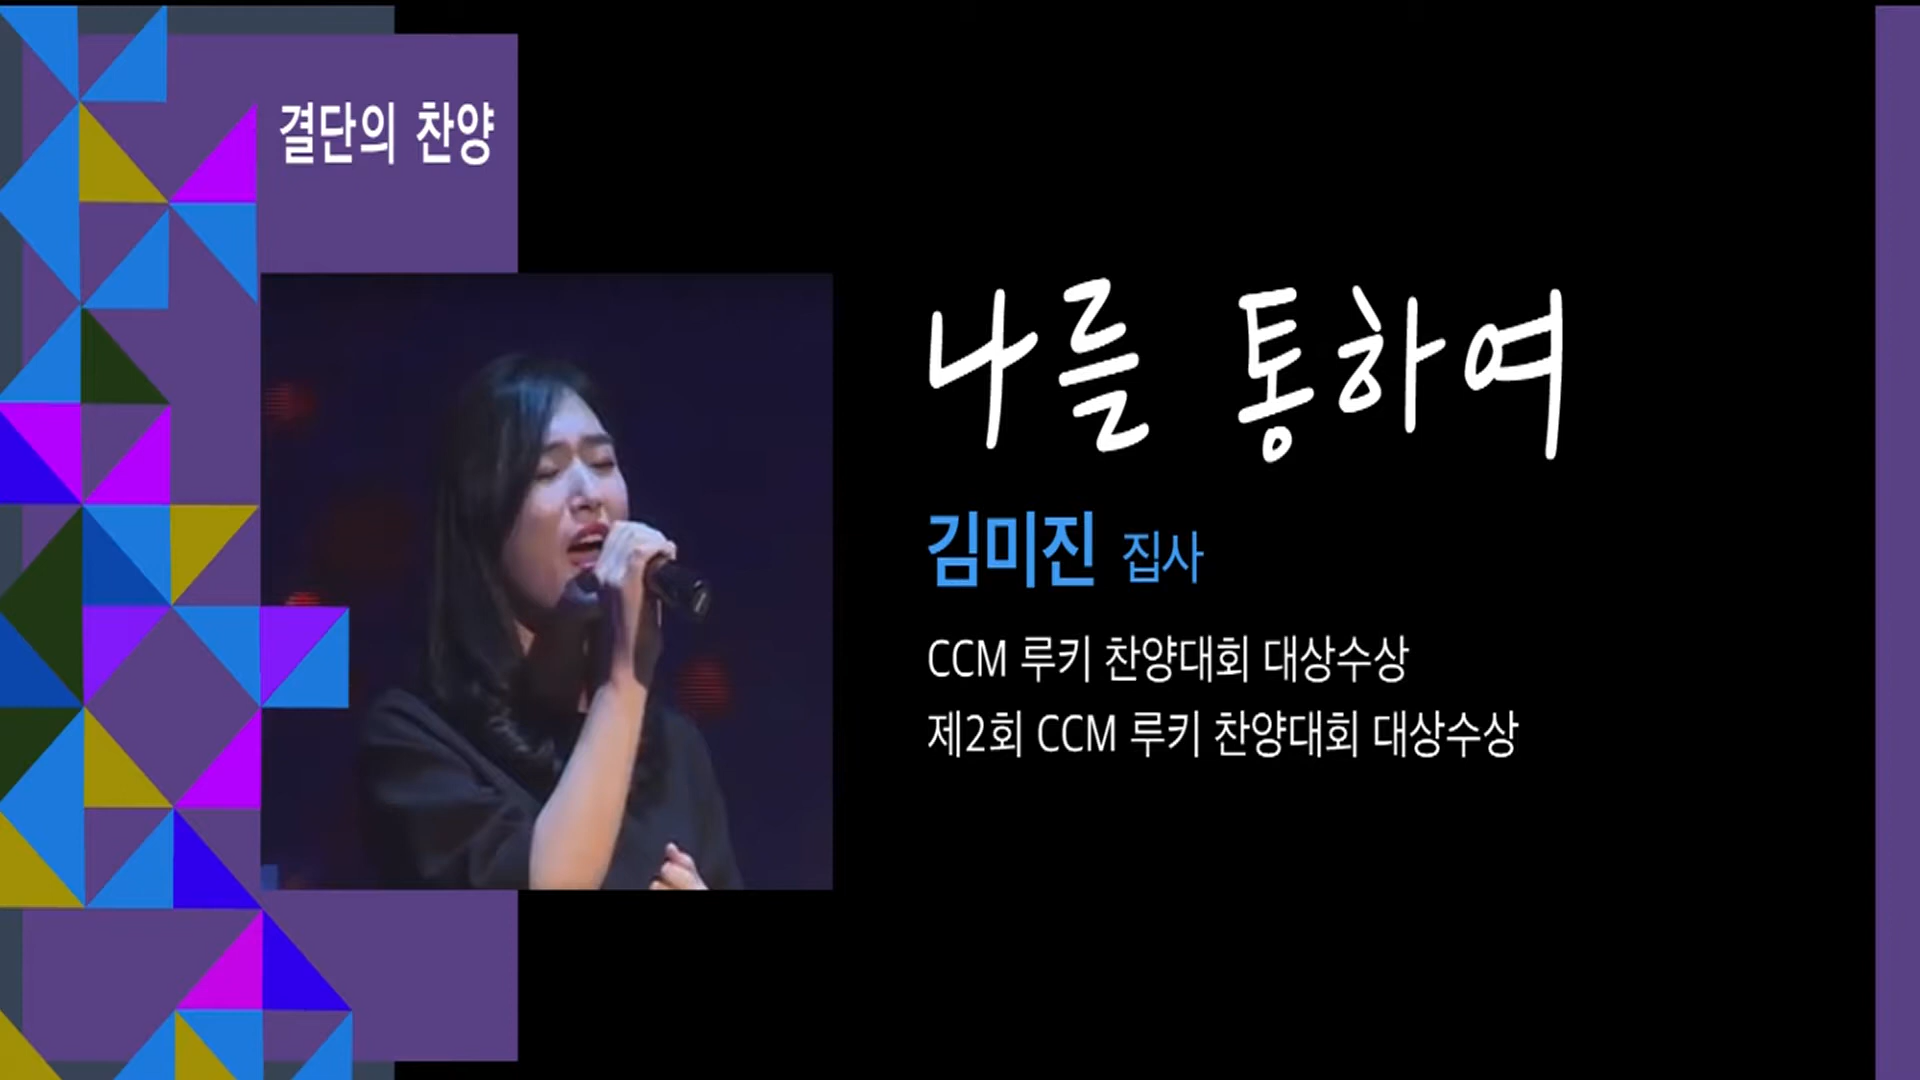 결단의 찬양
나를 통하여
김미진 집사
CCM 루키 찬양대회 대상수상
제2회 CCM 루키 찬양대회 대상수상